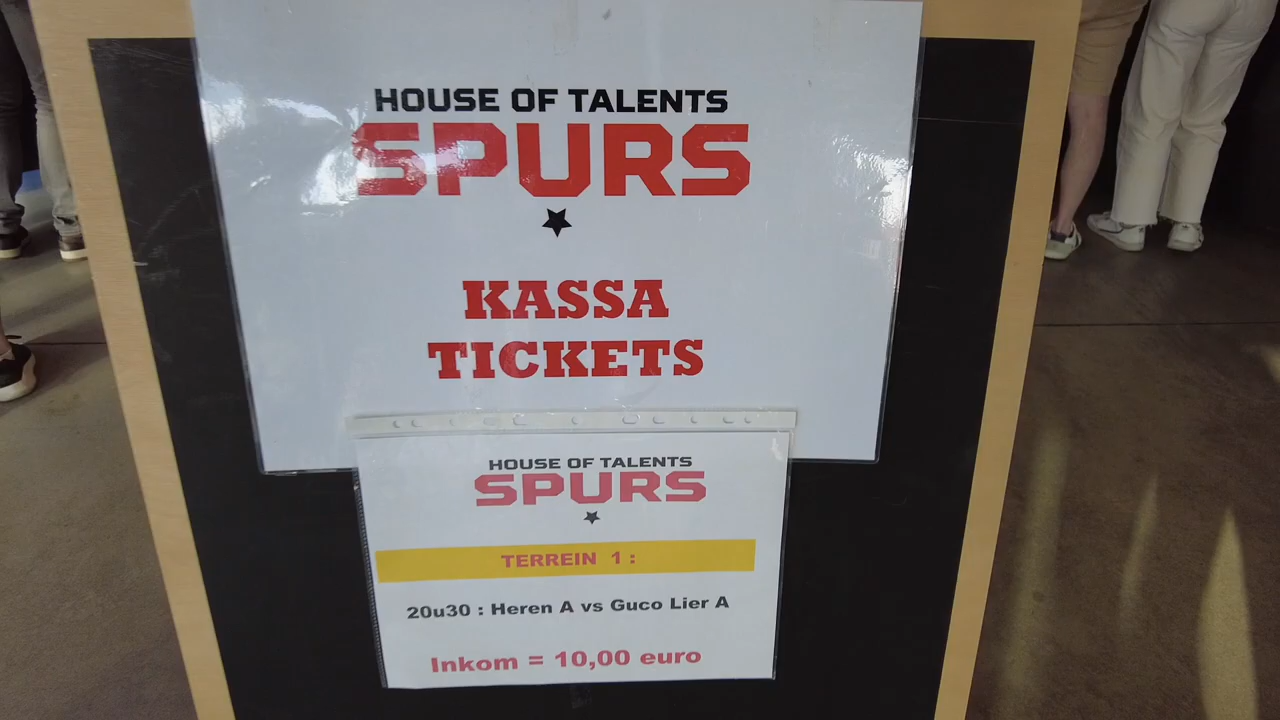 HOUSE OF TALENTS
SPURS
KASSA
TICKETS
HOUSE OF TALENTS
SPURS
TERREIN 1 :
20u30 : Heren A vs Guco Lier A
Inkom = 10,00 euro